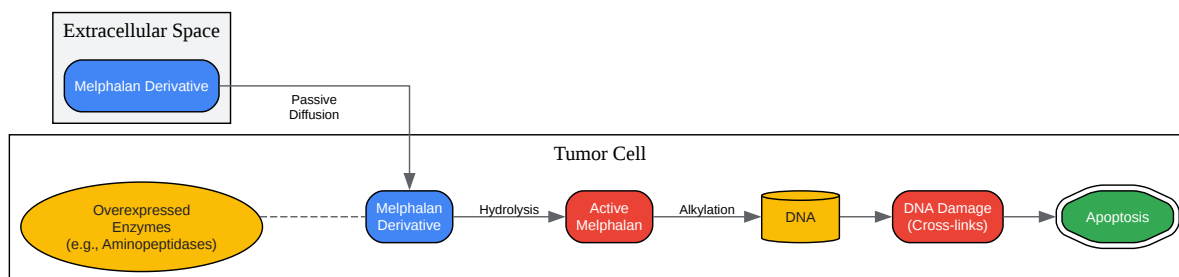 Extracellular Space
Melphalan Derivative
Passive
Diffusion
Tumor Cell
Overexpressed
Enzymes
(e.g., Aminopeptidases)
Melphalan
Derivative
Hydrolysis
Active
Melphalan
Alkylation
DNA
DNA Damage
(Cross-links)
Apoptosis